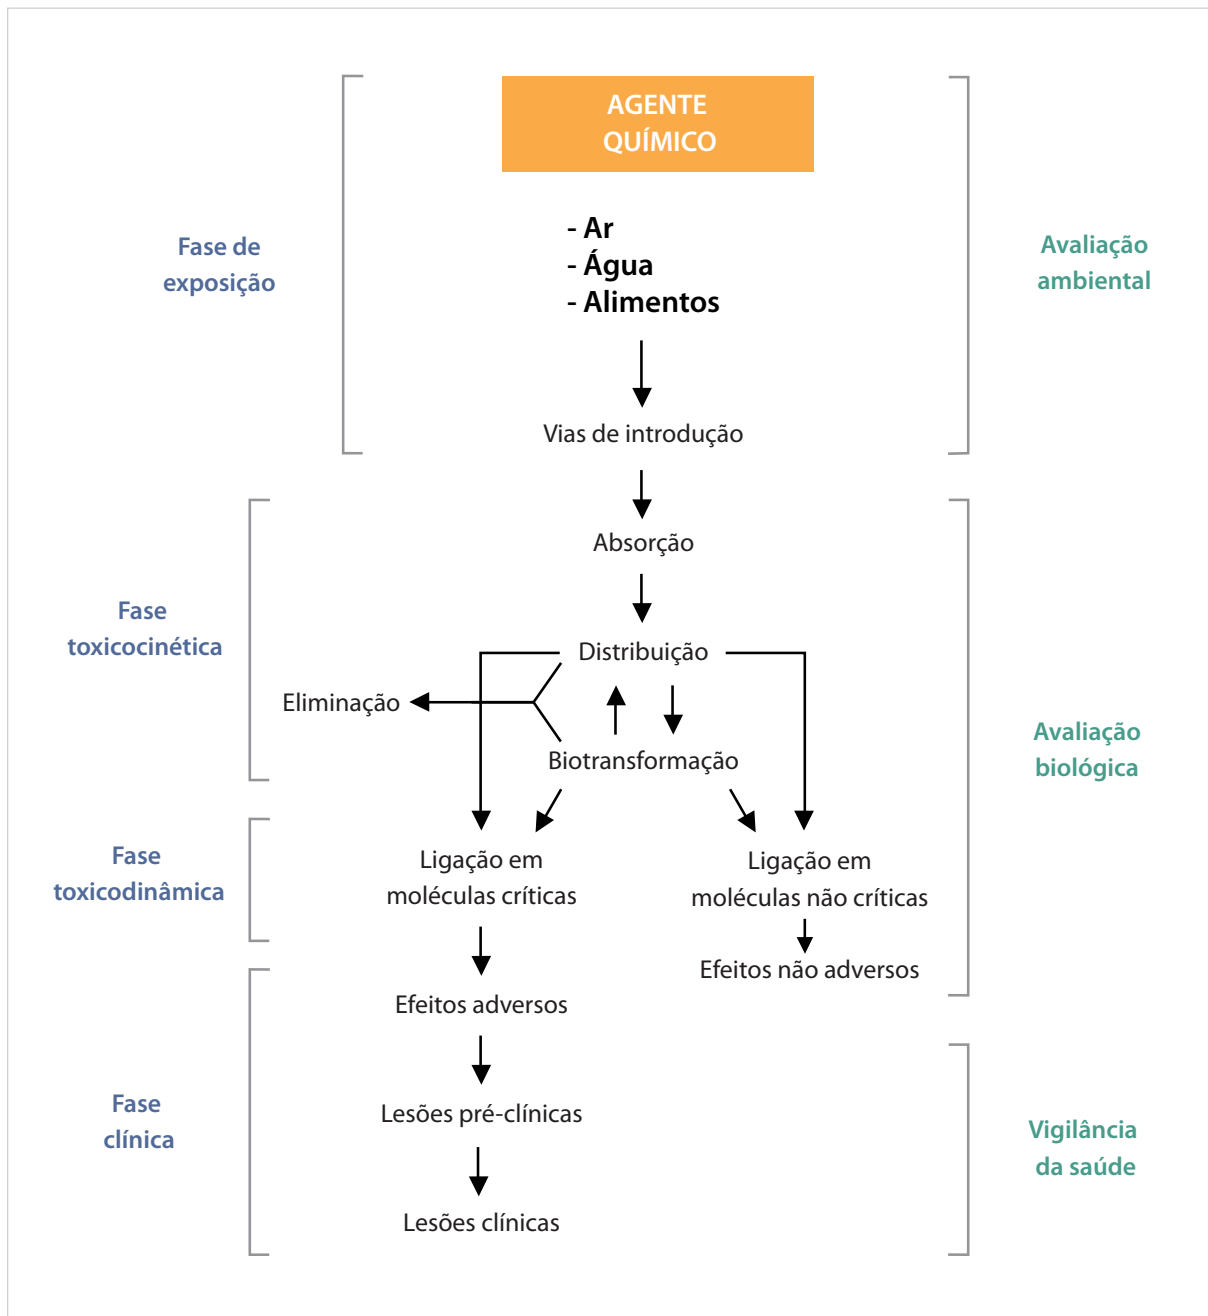 AGENTE
QUÍMICO
- Ar
- Água
- Alimentos
Fase de
exposição
Avaliação
ambiental
Vias de introdução
Absorção
Fase
toxicocinética
Distribuição
Eliminação
Biotransformação
Avaliação
biológica
Fase
toxicodinâmica
Ligação em
moléculas críticas
Ligação em
moléculas não críticas
Efeitos não adversos
Efeitos adversos
Fase
clínica
Lesões pré-clínicas
Vigilância
da saúde
Lesões clínicas